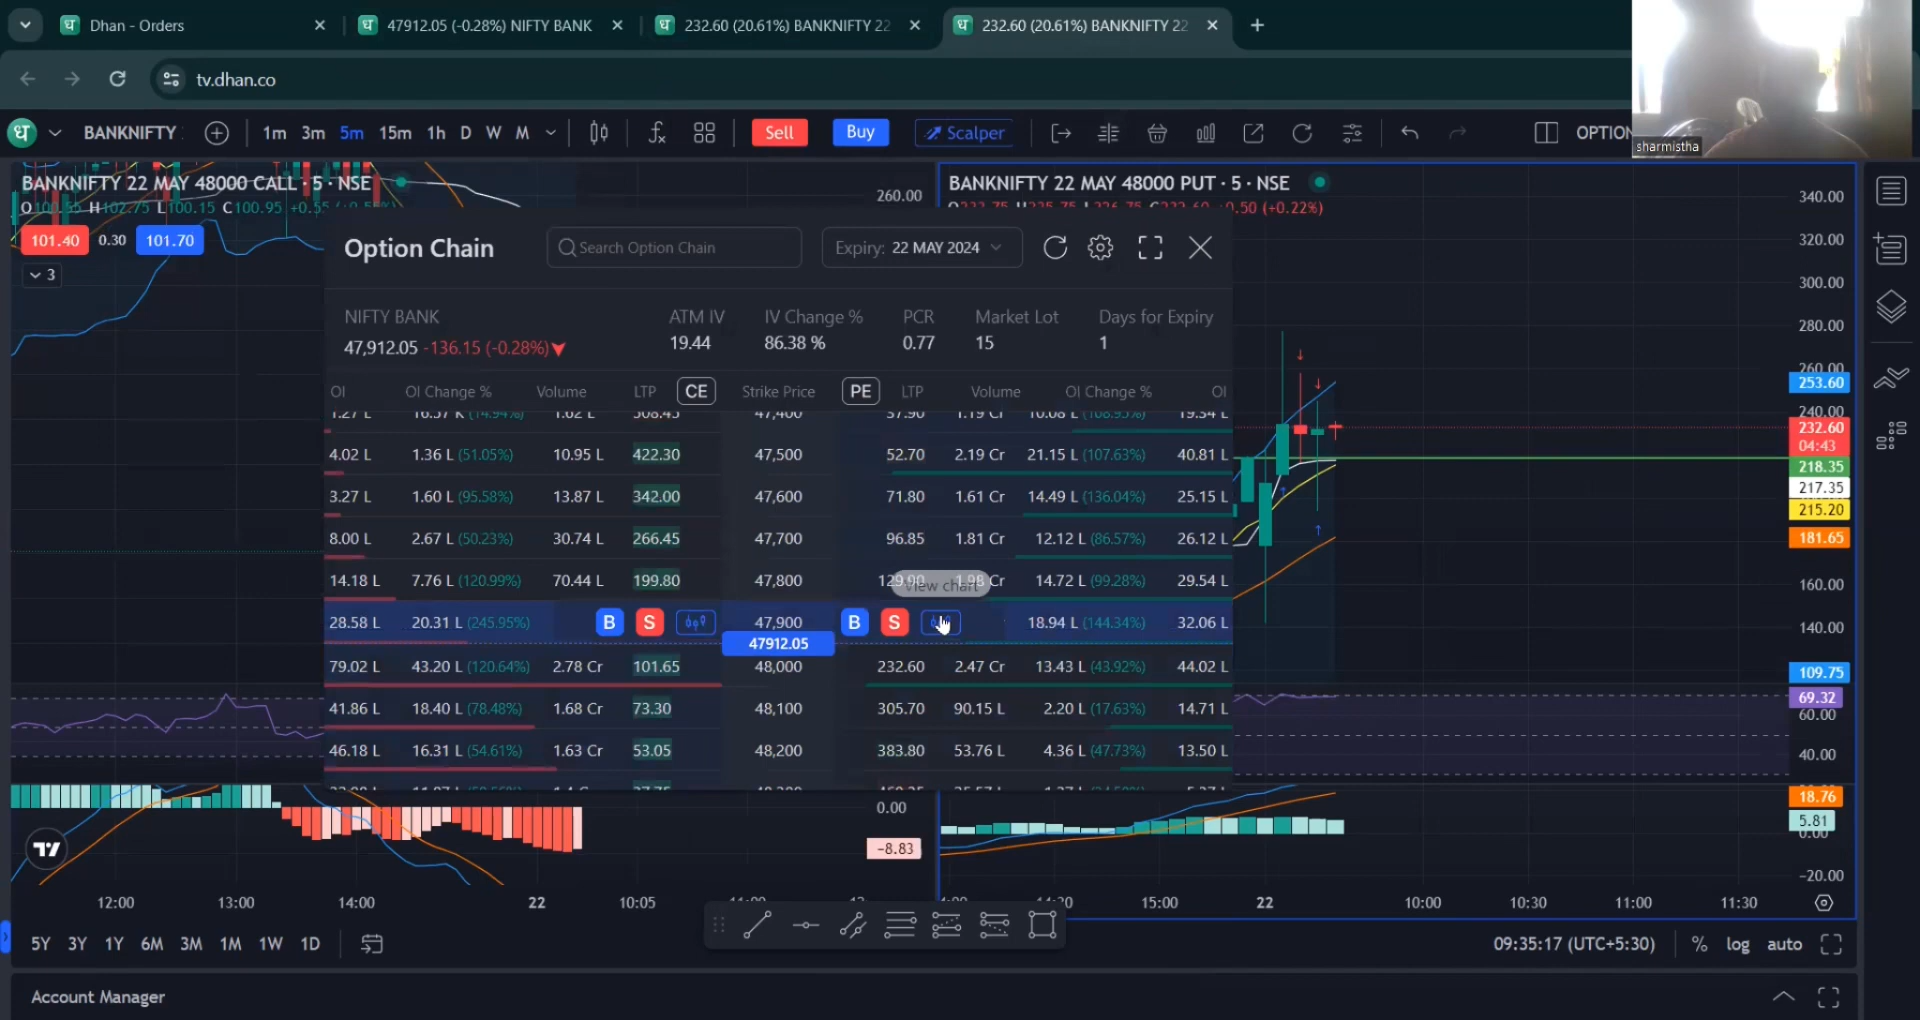 Dhan - Orders
47912.05 (-0.28%) NIFTY BANK
232.60 (20.61%) BANKNIFTY 22
232.60 (20.61%) BANKNIFTY 22
tv.dhan.co
sharmistha
BANKNIFTY 1m 3m 5m 15m 1h D W M Sell Buy Scalper OPTION
BANKNIFTY 22 MAY 48000 CALL · 5 · NSE
O100.55 H102.75 L100.15 C100.95
101.40 0.30 101.70
3
260.00
BANKNIFTY 22 MAY 48000 PUT · 5 · NSE
(+0.22%)
Option Chain Search Option Chain Expiry: 22 MAY 2024
NIFTY BANK ATM IV IV Change % PCR Market Lot Days for Expiry
47,912.05 -136.15 (-0.28%) 19.44 86.38 % 0.77 15 1
OI OI Change % Volume LTP CE Strike Price PE LTP Volume OI Change % OI
4.02 L 1.36 L (51.05%) 10.95 L 422.30 47,500 52.70 2.19 Cr 21.15 L (107.63%) 40.81 L
3.27 L 1.60 L (95.58%) 13.87 L 342.00 47,600 71.80 1.61 Cr 14.49 L (136.04%) 25.15 L
8.00 L 2.67 L (50.23%) 30.74 L 266.45 47,700 96.85 1.81 Cr 12.12 L (86.57%) 26.12 L
14.18 L 7.76 L (120.99%) 70.44 L 199.80 47,800 1.98 Cr 14.72 L (99.28%) 29.54 L
View chart
28.58 L 20.31 L (245.95%) B S 47,900 B S 18.94 L (144.34%) 32.06 L
47912.05
79.02 L 43.20 L (120.64%) 2.78 Cr 101.65 48,000 232.60 2.47 Cr 13.43 L (43.92%) 44.02 L
41.86 L 18.40 L (78.48%) 1.68 Cr 73.30 48,100 305.70 90.15 L 2.20 L (17.63%) 14.71 L
46.18 L 16.31 L (54.61%) 1.63 Cr 53.05 48,200 383.80 53.76 L 4.36 L (47.73%) 13.50 L
340.00
320.00
300.00
280.00
260.00
253.60
240.00
232.60
04:43
218.35
217.35
215.20
181.65
160.00
140.00
109.75
69.32
60.00
40.00
18.76
5.81
-20.00
0.00
-8.83
12:00 13:00 14:00 22 10:05
15:00 22 10:00 10:30 11:00 11:30
5Y 3Y 1Y 6M 3M 1M 1W 1D
09:35:17 (UTC+5:30) % log auto
Account Manager